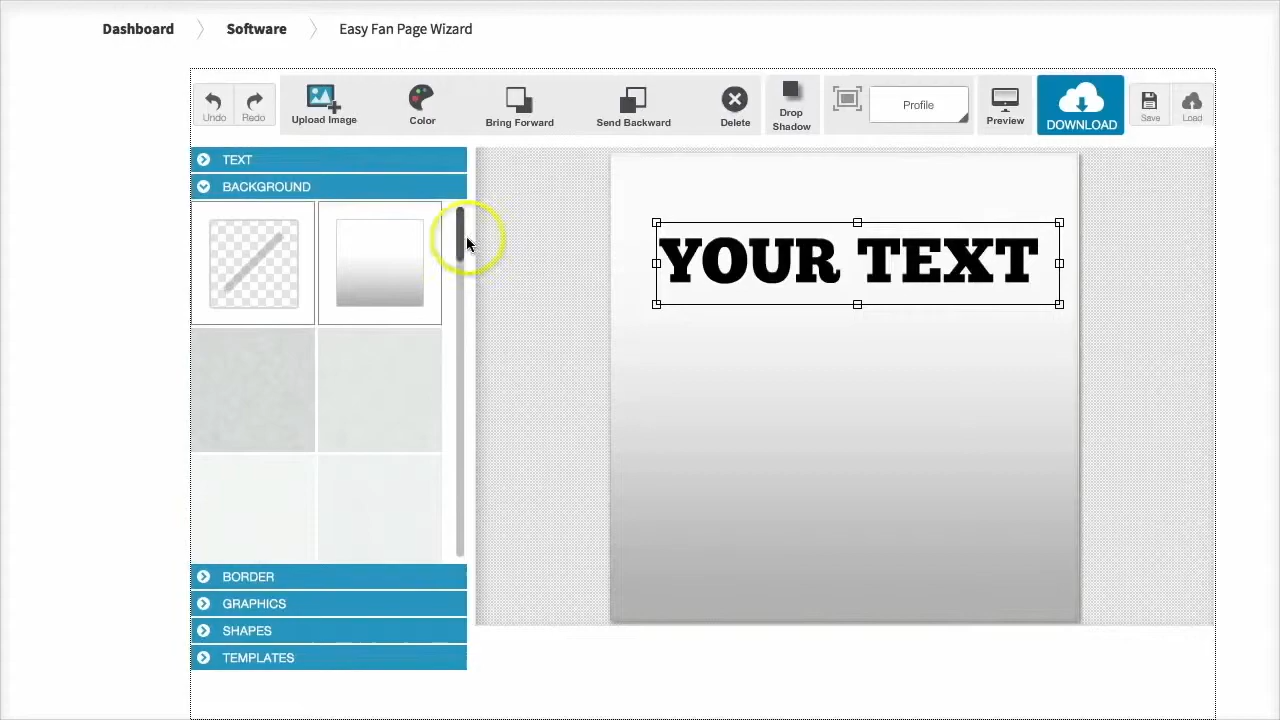 Dashboard Software Easy Fan Page Wizard
Undo Redo Upload Image Color Bring Forward Send Backward Delete Drop Shadow Profile Preview DOWNLOAD Save Load
TEXT
BACKGROUND
YOUR TEXT
BORDER
GRAPHICS
SHAPES
TEMPLATES